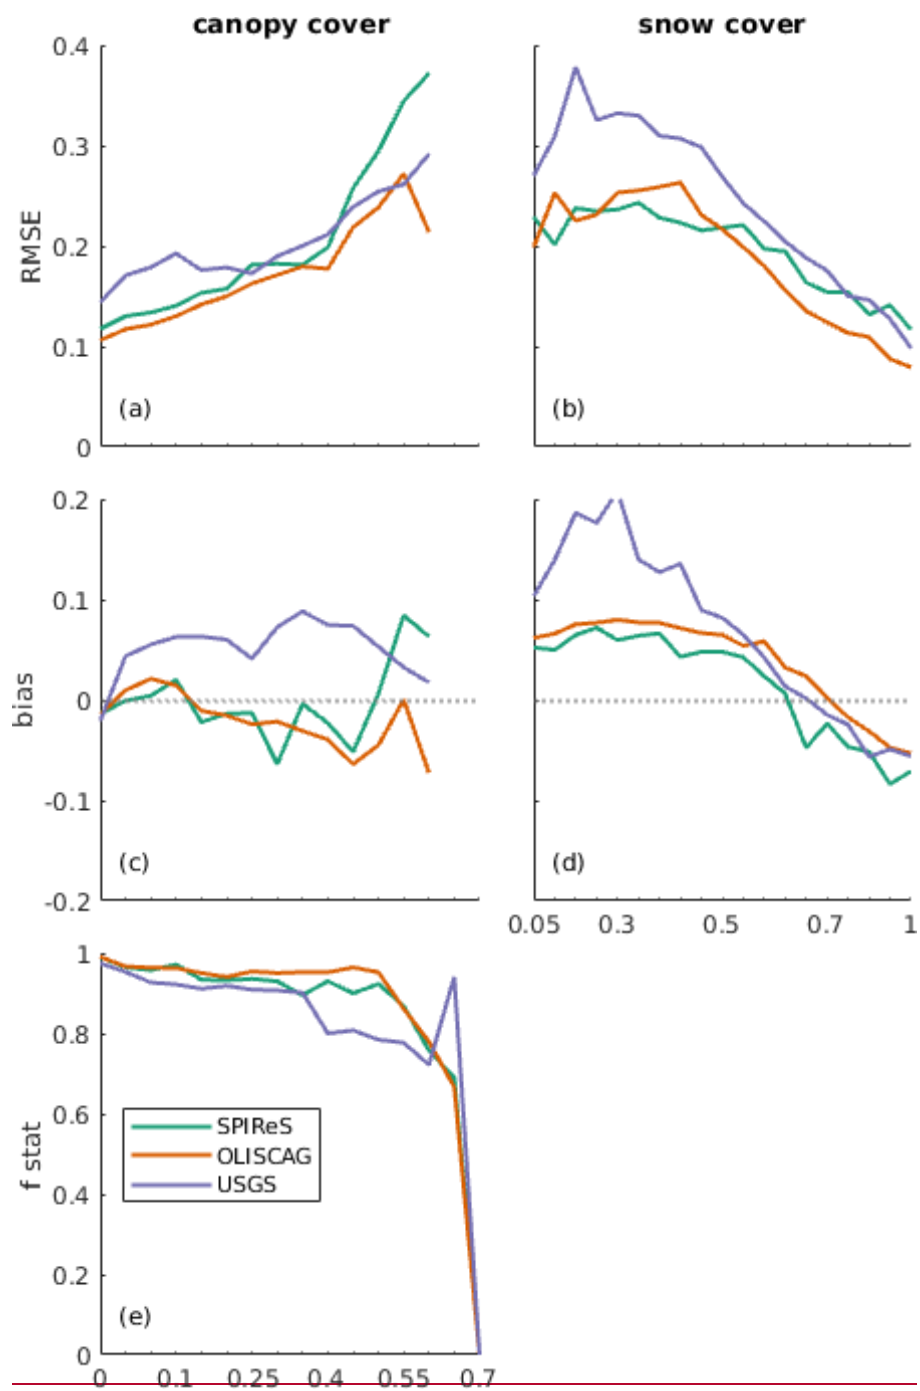 canopy cover
snow cover
0.4
0.3
0.2
0.1
0
RMSE
(a)
(b)
0.2
0.1
0
-0.1
-0.2
bias
(c)
(d)
0.05 0.3 0.5 0.7 1
1
0.8
0.6
0.4
0.2
0
f stat
SPIReS
OLISCAG
USGS
(e)
0 0.1 0.25 0.4 0.55 0.7